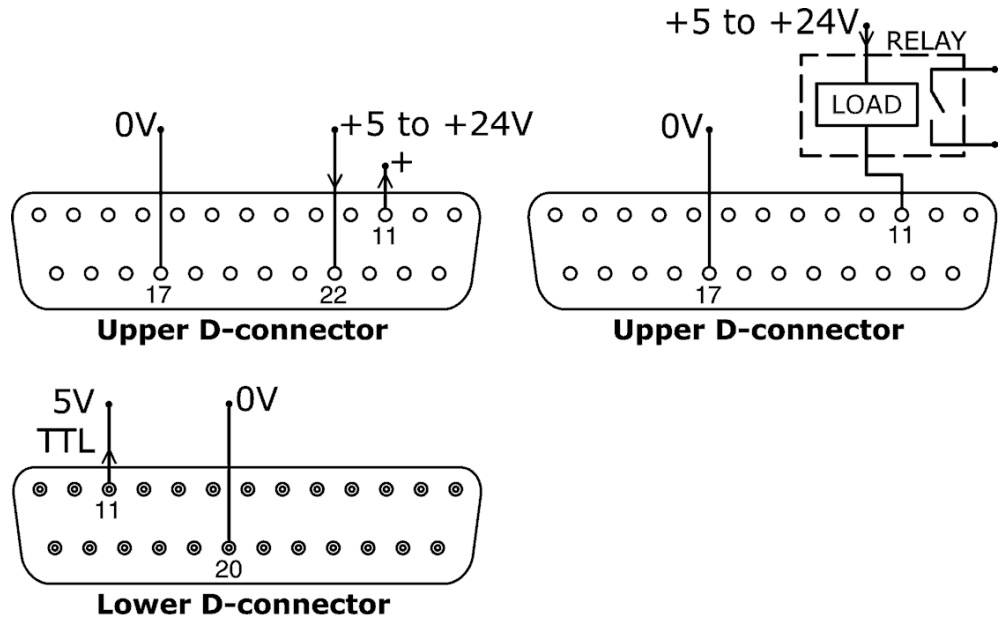 0V
+5 to +24V
+
11
17
22
Upper D-connector
+5 to +24V
RELAY
LOAD
0V
11
17
Upper D-connector
5V
TTL
0V
11
20
Lower D-connector